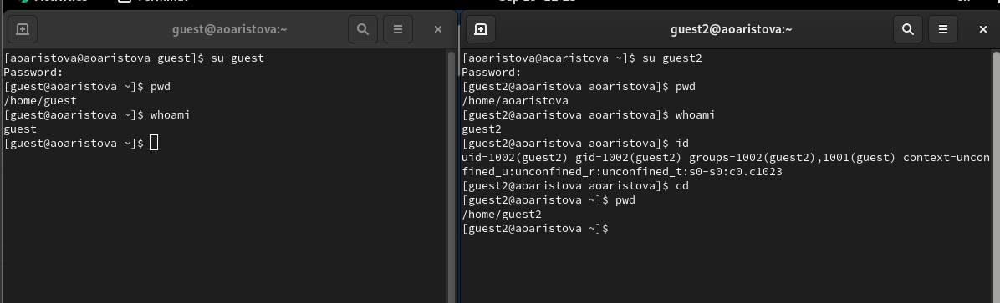 guest@aoaristova:~
[aoaristova@aoaristova guest]$ su guest
Password:
[guest@aoaristova ~]$ pwd
/home/guest
[guest@aoaristova ~]$ whoami
guest
[guest@aoaristova ~]$
guest2@aoaristova:~
[aoaristova@aoaristova ~]$ su guest2
Password:
[guest2@aoaristova aoaristova]$ pwd
/home/aoaristova
[guest2@aoaristova aoaristova]$ whoami
guest2
[guest2@aoaristova aoaristova]$ id
uid=1002(guest2) gid=1002(guest2) groups=1002(guest2),1001(guest) context=uncon
fined_u:unconfined_r:unconfined_t:s0-s0:c0.c1023
[guest2@aoaristova aoaristova]$ cd
[guest2@aoaristova ~]$ pwd
/home/guest2
[guest2@aoaristova ~]$